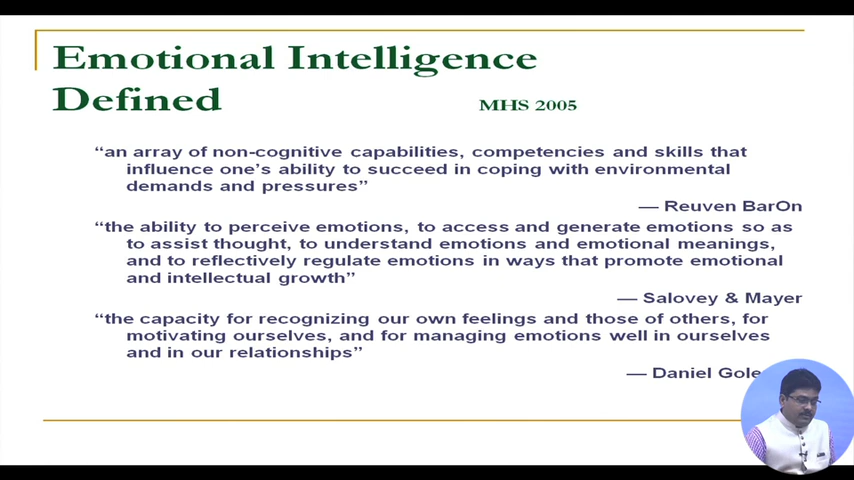 Emotional Intelligence
Defined MHS 2005
“an array of non-cognitive capabilities, competencies and skills that
influence one’s ability to succeed in coping with environmental
demands and pressures”
— Reuven BarOn
“the ability to perceive emotions, to access and generate emotions so as
to assist thought, to understand emotions and emotional meanings,
and to reflectively regulate emotions in ways that promote emotional
and intellectual growth”
— Salovey & Mayer
“the capacity for recognizing our own feelings and those of others, for
motivating ourselves, and for managing emotions well in ourselves
and in our relationships”
— Daniel